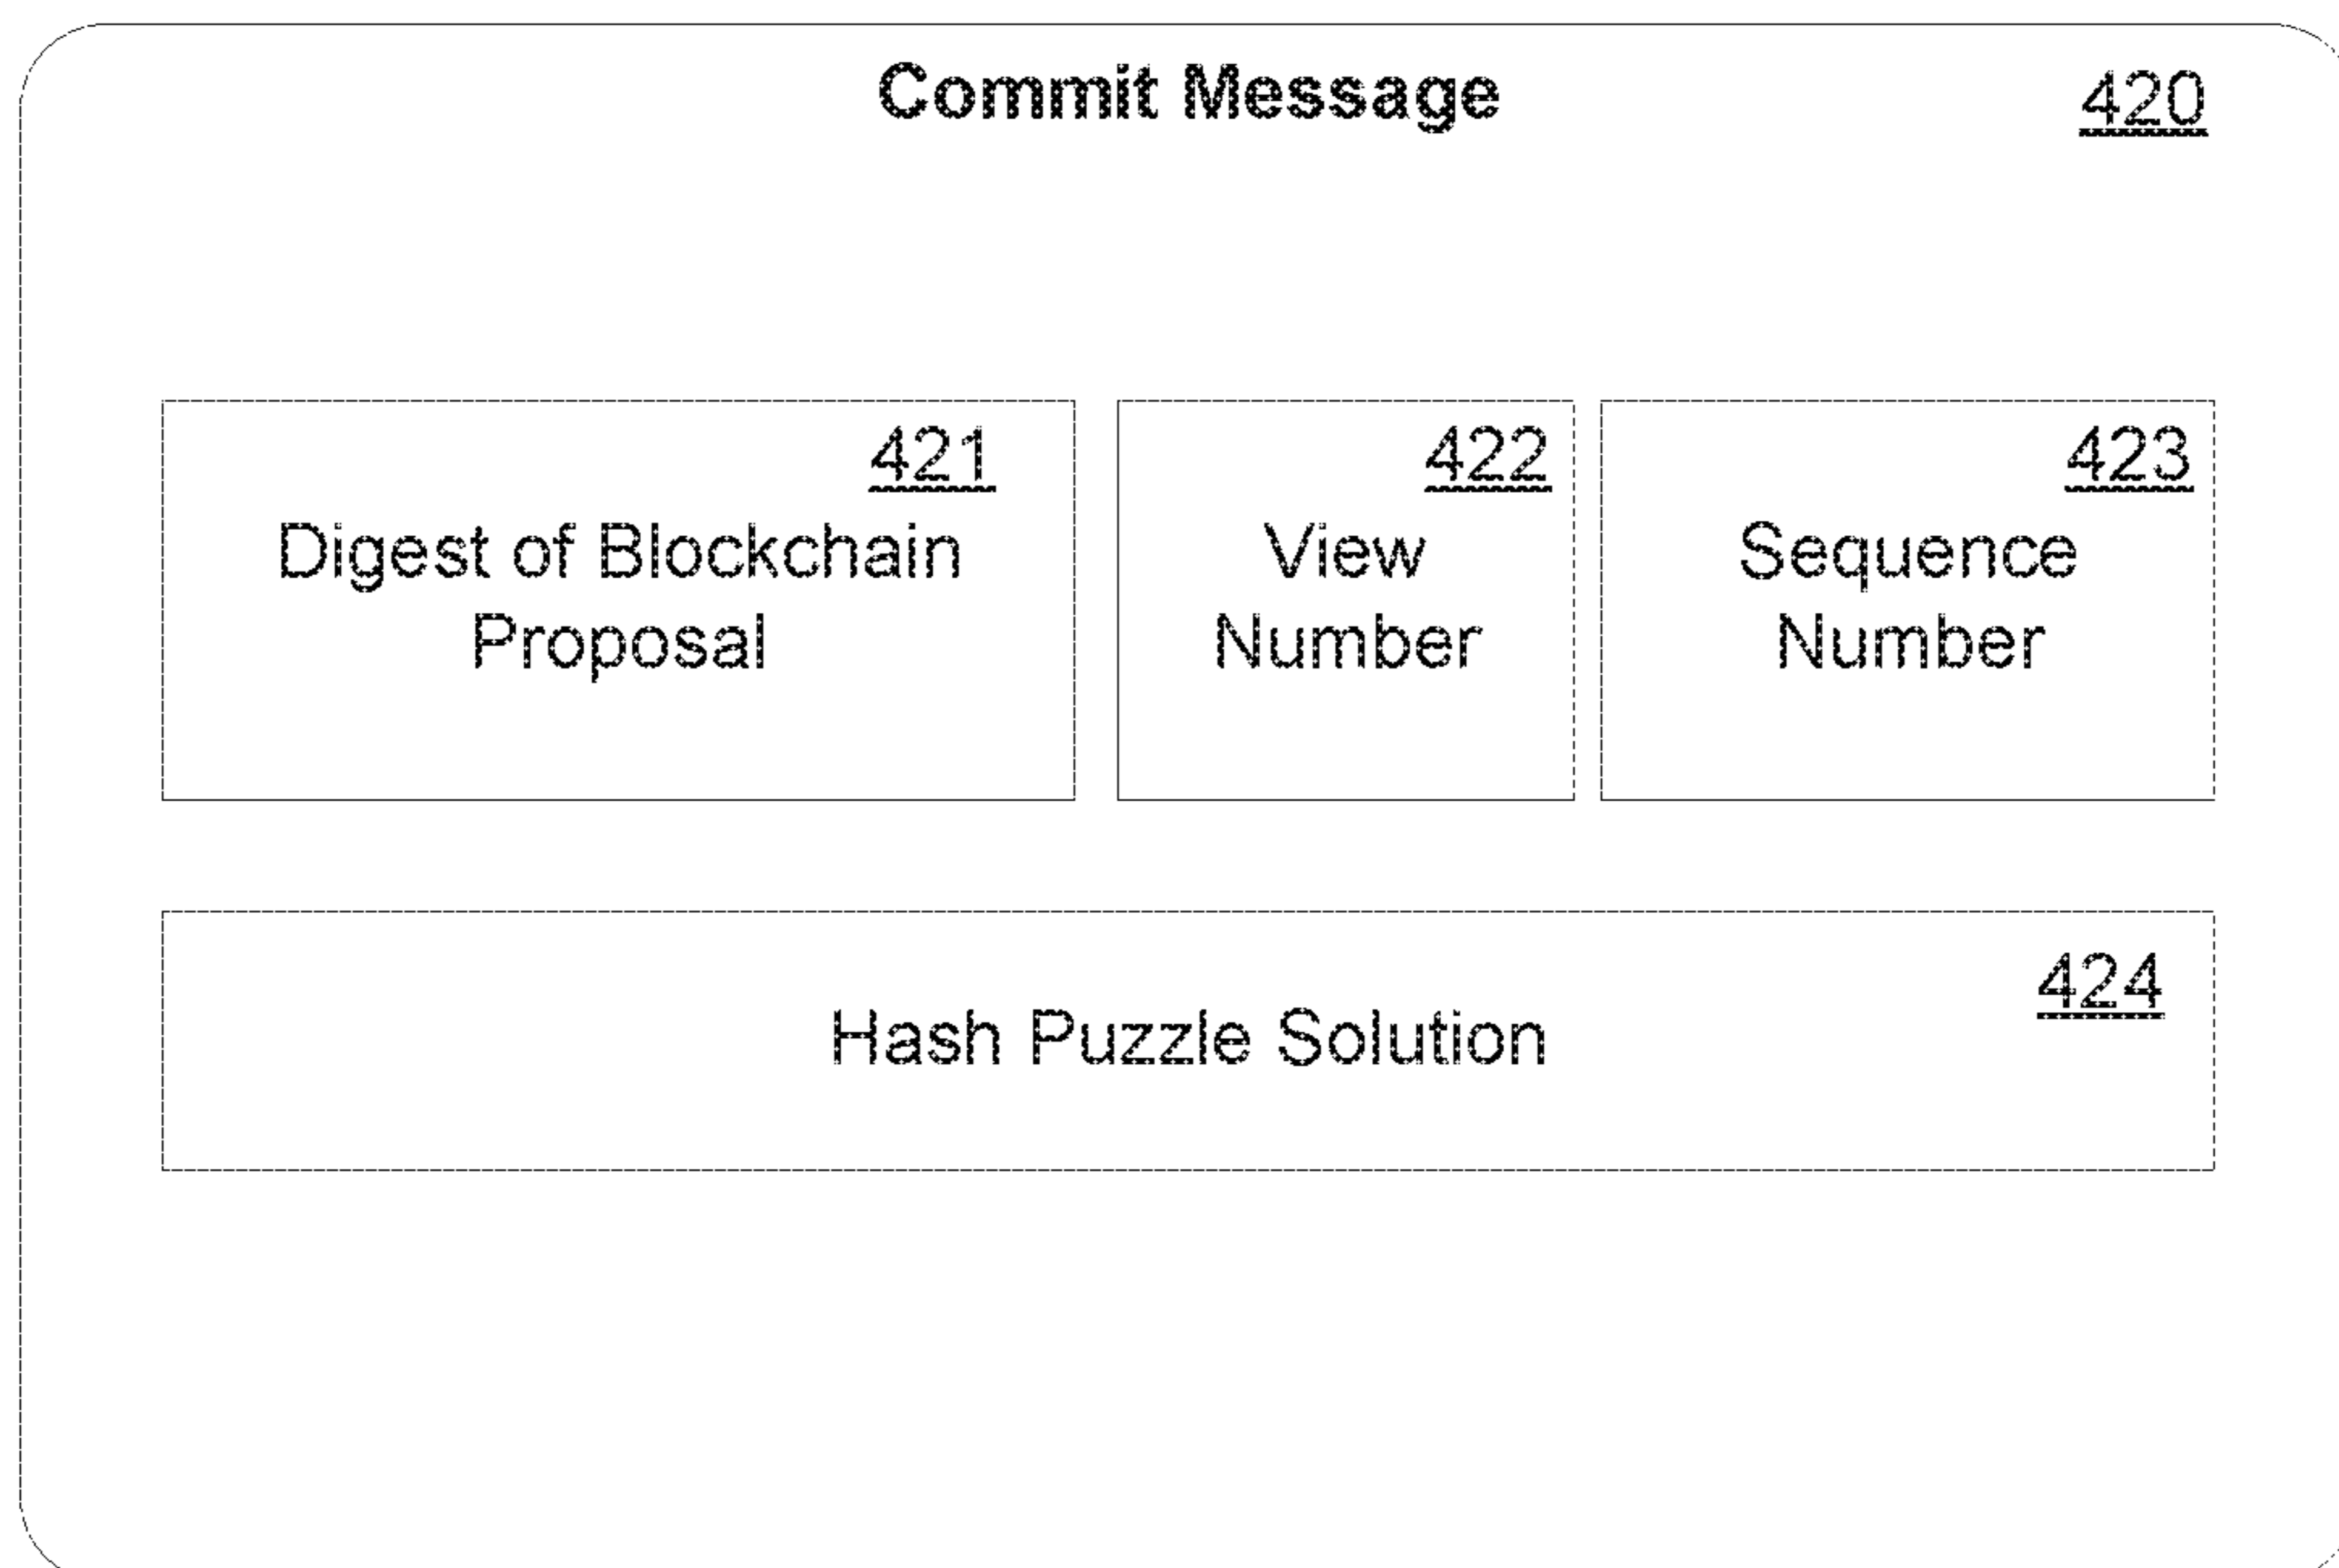 Commit Message 420
421 422 423
Digest of Blockchain Proposal
View Number
Sequence Number
424
Hash Puzzle Solution